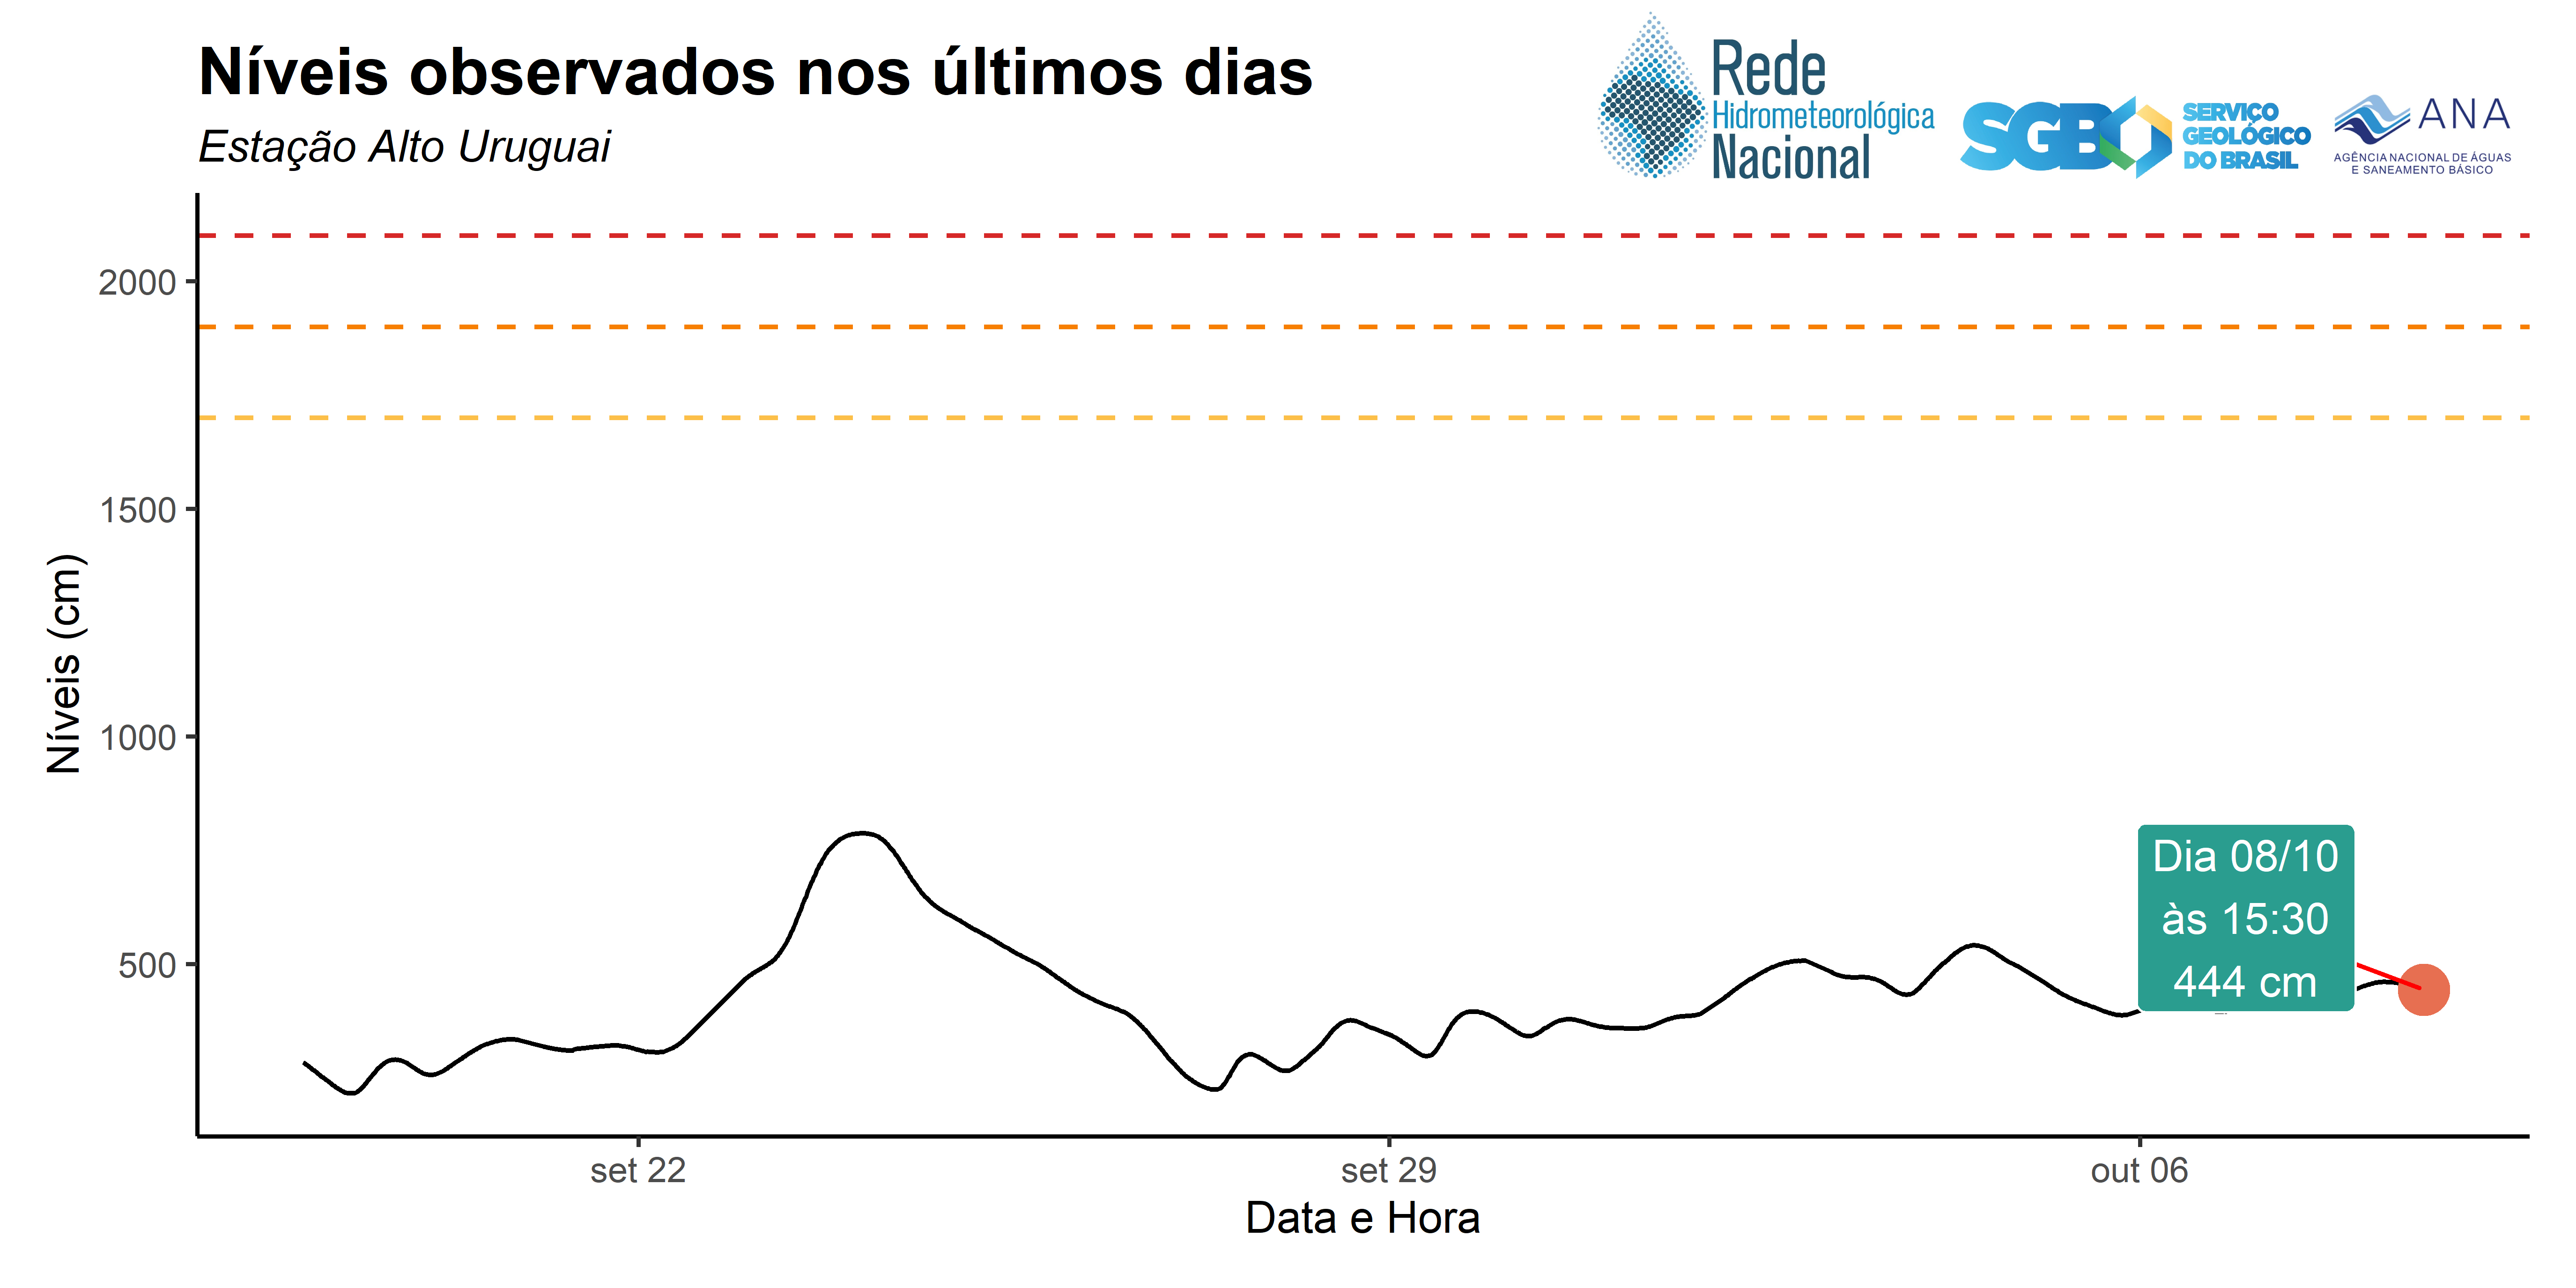 Níveis observados nos últimos dias
Estação Alto Uruguai
Rede
Hidrometeorológica
Nacional
SGB
SERVIÇO
GEOLÓGICO
DO BRASIL
ANA
AGÊNCIA NACIONAL DE ÁGUAS
E SANEAMENTO BÁSICO
Níveis (cm)
2000
1500
1000
500
Dia 08/10
às 15:30
444 cm
set 22
set 29
out 06
Data e Hora